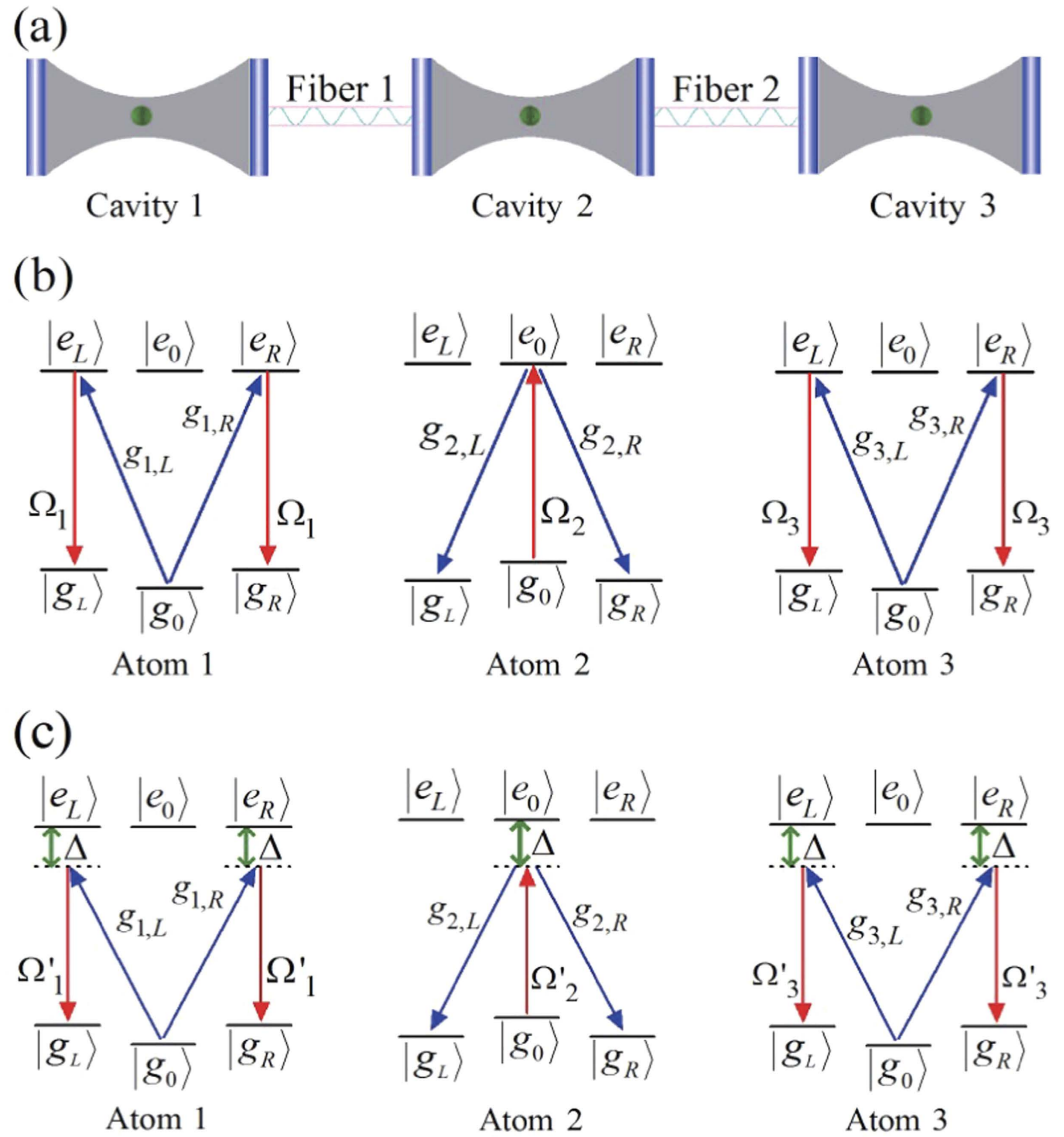 (a)
Fiber 1 Fiber 2
Cavity 1 Cavity 2 Cavity 3
(b)
|e_L⟩ |e_0⟩ |e_R⟩ |e_L⟩ |e_0⟩ |e_R⟩ |e_L⟩ |e_0⟩ |e_R⟩
g_{1,L} g_{1,R} g_{2,L} g_{2,R} g_{3,L} g_{3,R}
Ω_1 Ω_1 Ω_2 Ω_3 Ω_3
|g_L⟩ |g_0⟩ |g_R⟩ |g_L⟩ |g_0⟩ |g_R⟩ |g_L⟩ |g_0⟩ |g_R⟩
Atom 1 Atom 2 Atom 3
(c)
|e_L⟩ |e_0⟩ |e_R⟩ |e_L⟩ |e_0⟩ |e_R⟩ |e_L⟩ |e_0⟩ |e_R⟩
Δ Δ Δ Δ Δ
g_{1,L} g_{1,R} g_{2,L} g_{2,R} g_{3,L} g_{3,R}
Ω'_1 Ω'_1 Ω'_2 Ω'_3 Ω'_3
|g_L⟩ |g_0⟩ |g_R⟩ |g_L⟩ |g_0⟩ |g_R⟩ |g_L⟩ |g_0⟩ |g_R⟩
Atom 1 Atom 2 Atom 3